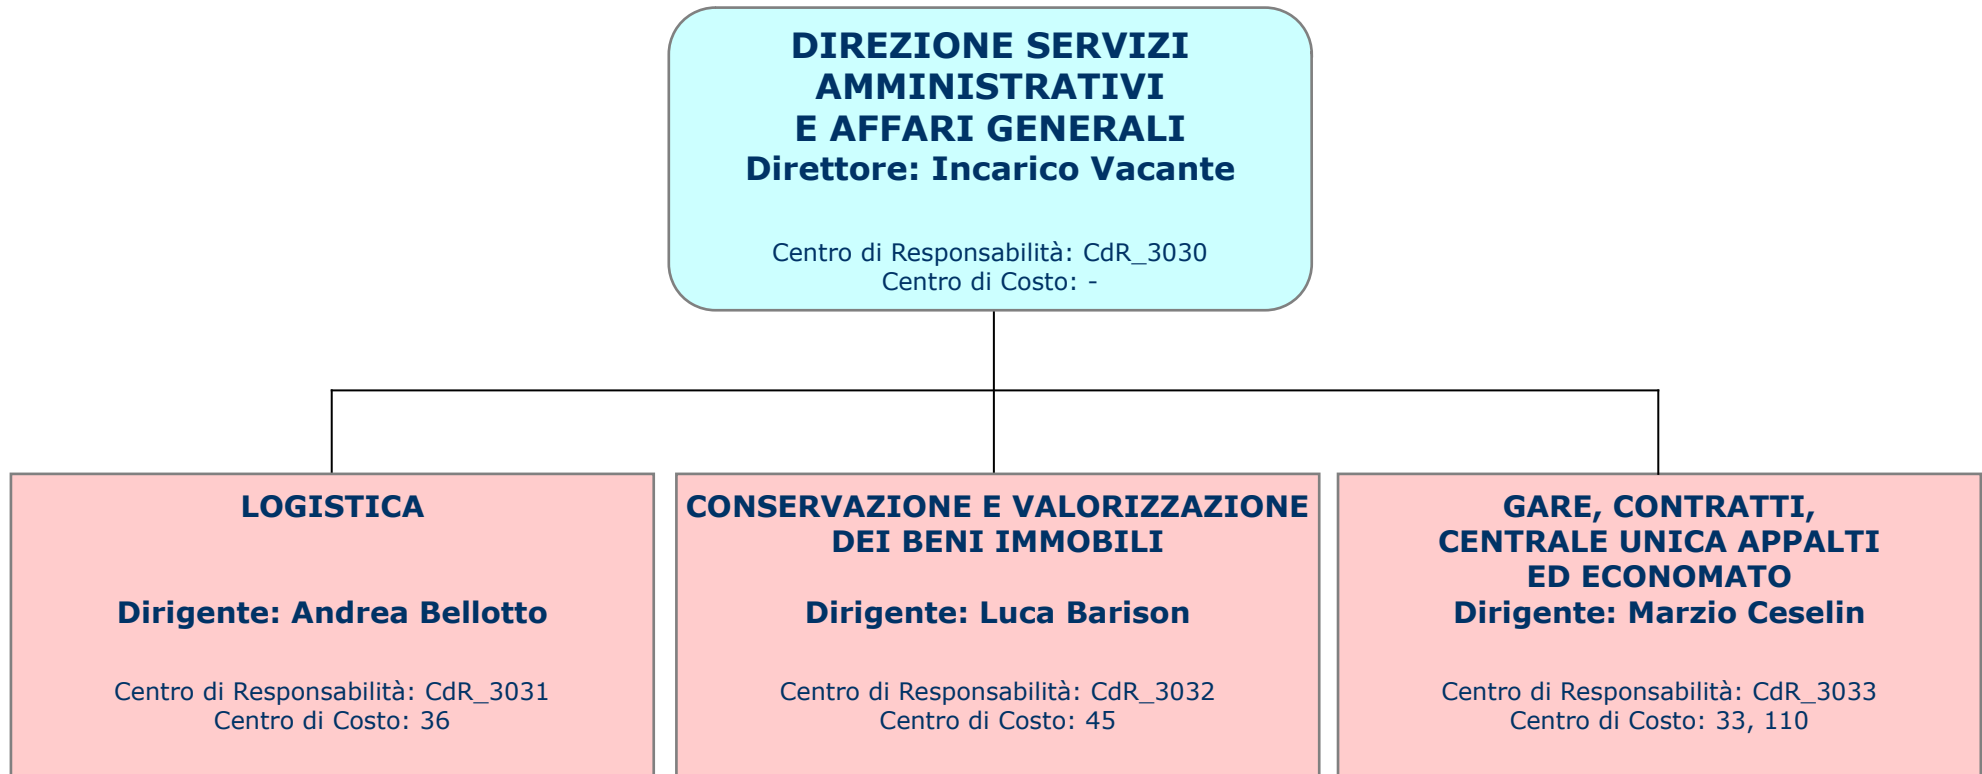 DIREZIONE SERVIZI
AMMINISTRATIVI
E AFFARI GENERALI
Direttore: Incarico Vacante
Centro di Responsabilità: CdR_3030
Centro di Costo: -
LOGISTICA
Dirigente: Andrea Bellotto
Centro di Responsabilità: CdR_3031
Centro di Costo: 36
CONSERVAZIONE E VALORIZZAZIONE
DEI BENI IMMOBILI
Dirigente: Luca Barison
Centro di Responsabilità: CdR_3032
Centro di Costo: 45
GARE, CONTRATTI,
CENTRALE UNICA APPALTI
ED ECONOMATO
Dirigente: Marzio Ceselin
Centro di Responsabilità: CdR_3033
Centro di Costo: 33, 110